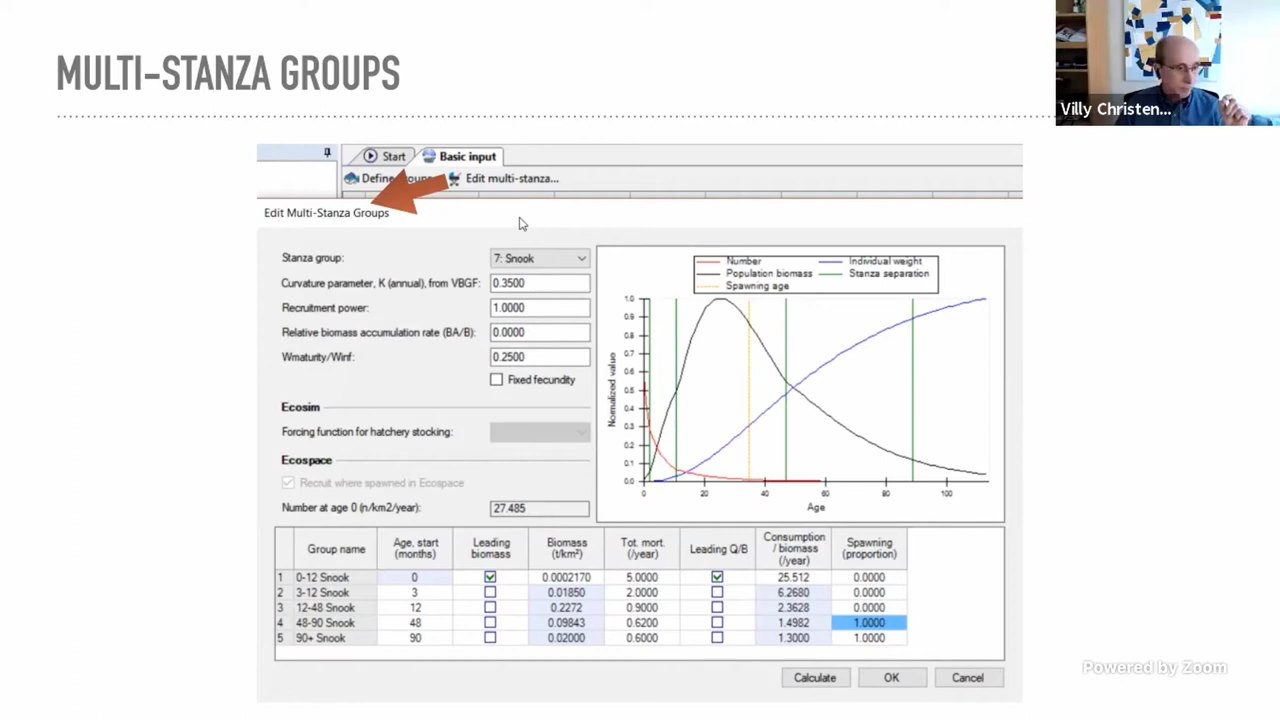 MULTI-STANZA GROUPS
Villy Christen...
Start
Basic input
Define groups
Edit multi-stanza...
Edit Multi-Stanza Groups
Stanza group:
7: Snook
Curvature parameter, K (annual), from VBGF:
0.3500
Recruitment power:
1.0000
Relative biomass accumulation rate (BA/B):
0.0000
Wmaturity/Winf:
0.2500
Fixed fecundity
Ecosim
Forcing function for hatchery stocking:
Ecospace
Recruit where spawned in Ecospace
Number at age 0 (n/km2/year):
27.485
Number
Individual weight
Population biomass
Stanza separation
Spawning age
Normalized value
1.0
0.9
0.8
0.7
0.6
0.5
0.4
0.3
0.2
0.1
0.0
0 20 40 60 80 100
Age
Group name
Age, start (months)
Leading biomass
Biomass (t/km²)
Tot. mort. (/year)
Leading Q/B
Consumption / biomass (/year)
Spawning (proportion)
1 0-12 Snook 0 0.0002170 5.0000 25.512 0.0000
2 3-12 Snook 3 0.01850 2.0000 6.2680 0.0000
3 12-48 Snook 12 0.2272 0.9000 2.3628 0.0000
4 48-90 Snook 48 0.09843 0.6200 1.4982 1.0000
5 90+ Snook 90 0.02000 0.6000 1.3000 1.0000
Calculate
OK
Cancel
Powered by Zoom